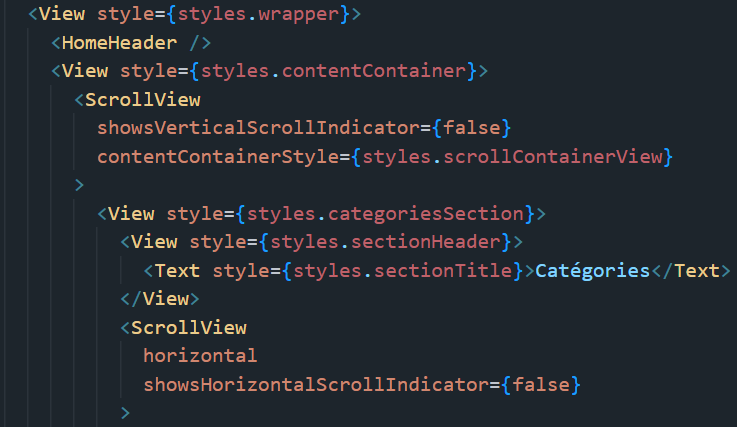 <View style={styles.wrapper}>
<HomeHeader />
<View style={styles.contentContainer}>
<ScrollView
showsVerticalScrollIndicator={false}
contentContainerStyle={styles.scrollContainerView}
>
<View style={styles.categoriesSection}>
<View style={styles.sectionHeader}>
<Text style={styles.sectionTitle}>Catégories</Text>
</View>
<ScrollView
horizontal
showsHorizontalScrollIndicator={false}
>